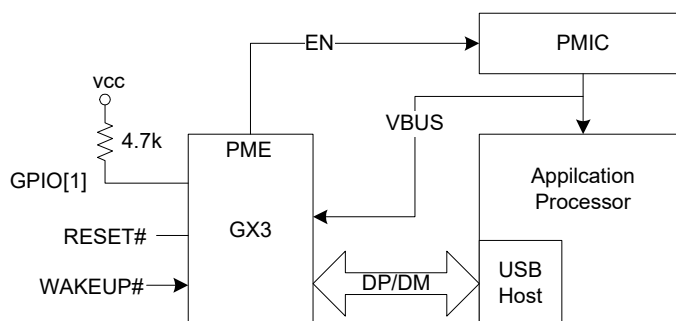 EN
PMIC
vcc
4.7k
VBUS
PME
GPIO[1]
Appilcation
Processor
RESET#
GX3
WAKEUP#
DP/DM
USB
Host